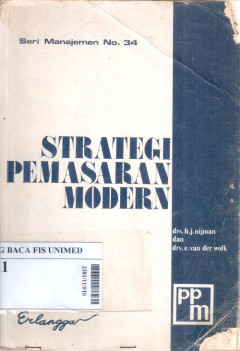 Seri Manajemen No. 34
STRATEGI
PEMASARAN
MODERN
drs. h.j. nijman
dan
drs. e. van der wolk
G BACA FIS UNIMED
1
ppm
Erlangga